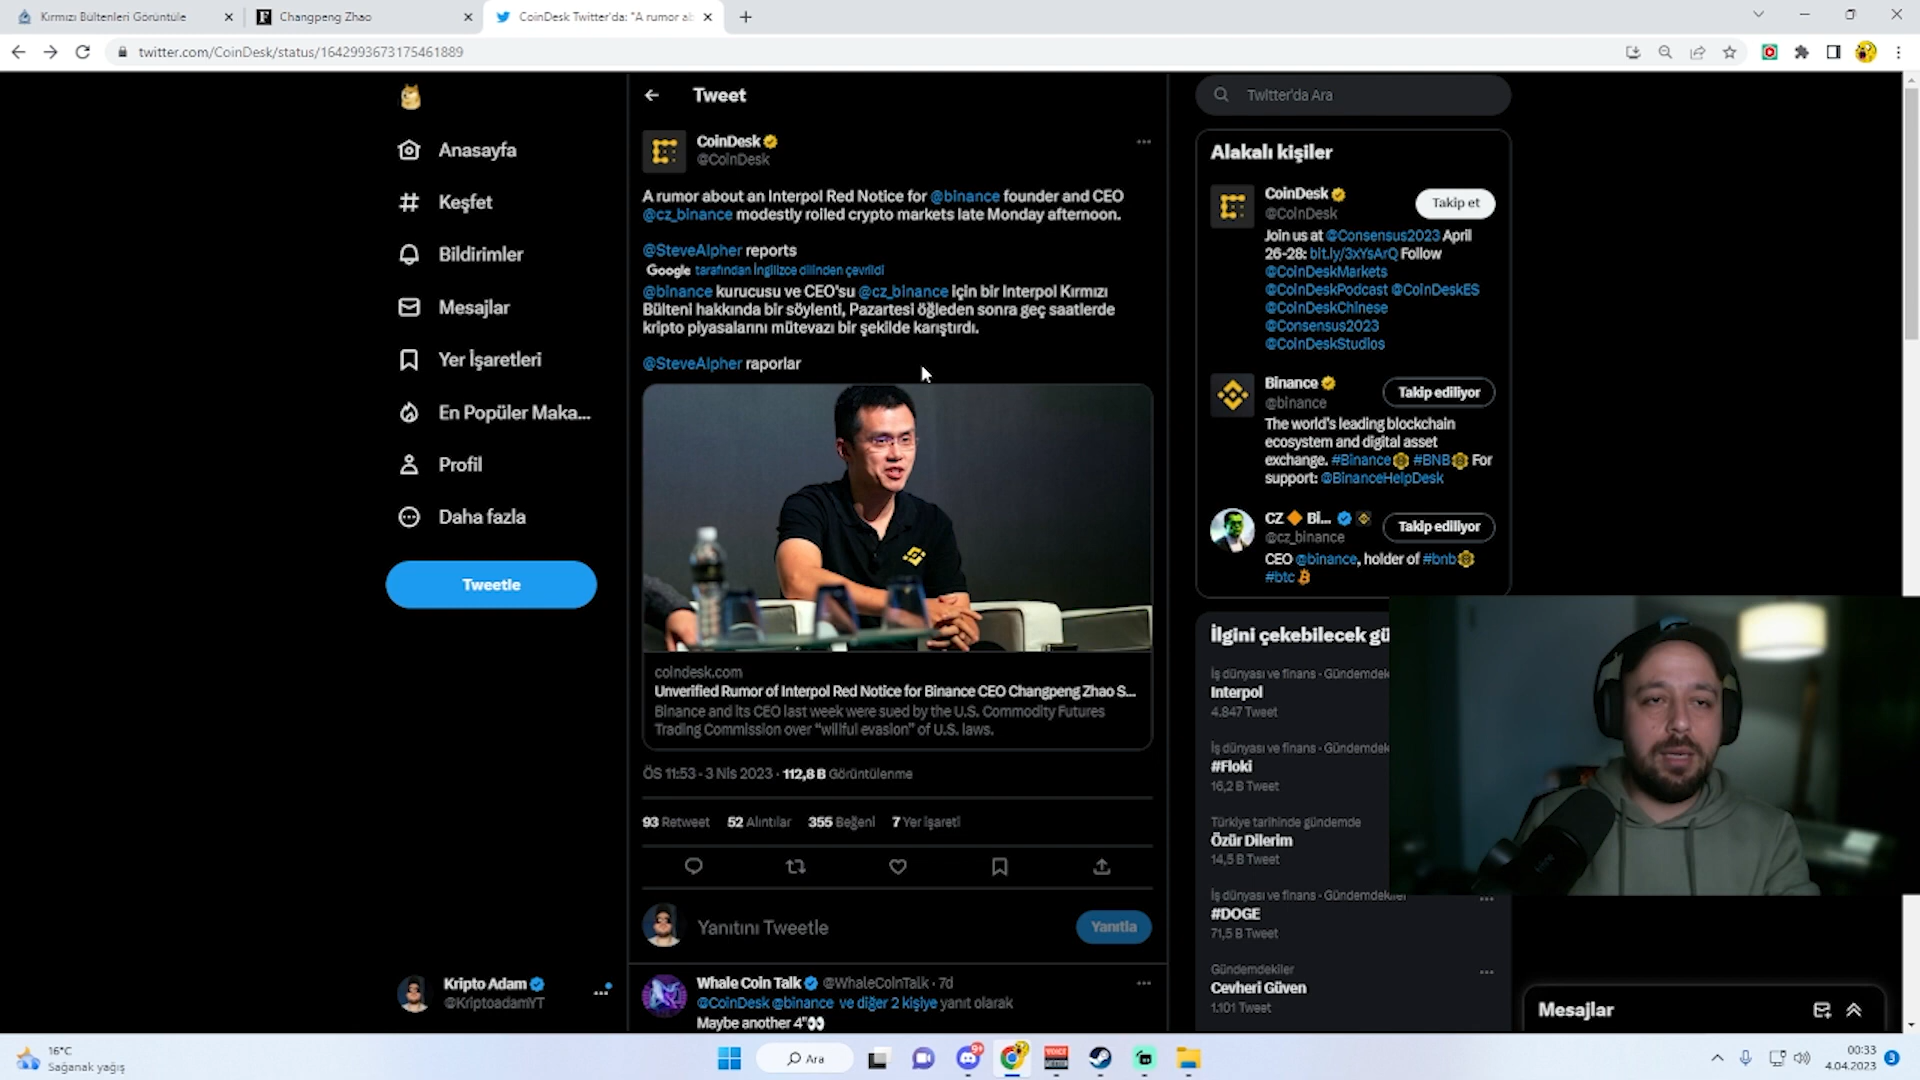 Kırmızı Bültenleri Görüntüle
Changpeng Zhao
CoinDesk Twitter'da: "A rumor ab
twitter.com/CoinDesk/status/1642993673175461889
Anasayfa
Keşfet
Bildirimler
Mesajlar
Yer İşaretleri
En Popüler Maka...
Profil
Daha fazla
Tweetle
Kripto Adam
@KriptoadamYT
Tweet
CoinDesk
@CoinDesk
A rumor about an Interpol Red Notice for @binance founder and CEO
@cz_binance modestly roiled crypto markets late Monday afternoon.
@SteveAlpher reports
Google tarafından İngilizce dilinden çevrildi
@binance kurucusu ve CEO'su @cz_binance için bir Interpol Kırmızı
Bülteni hakkında bir söylenti, Pazartesi öğleden sonra geç saatlerde
kripto piyasalarını mütevazı bir şekilde karıştırdı.
@SteveAlpher raporlar
coindesk.com
Unverified Rumor of Interpol Red Notice for Binance CEO Changpeng Zhao S...
Binance and its CEO last week were sued by the U.S. Commodity Futures
Trading Commission over “willful evasion” of U.S. laws.
ÖS 11:53 · 3 Nis 2023 · 112,8 B Görüntülenme
93 Retweet 52 Alıntılar 355 Beğeni 7 Yer işareti
Yanıtını Tweetle
Yanıtla
Whale Coin Talk @WhaleCoinTalk · 7d
@CoinDesk @binance ve diğer 2 kişiye yanıt olarak
Maybe another 4"
Twitter'da Ara
Alakalı kişiler
CoinDesk
@CoinDesk
Takip et
Join us at @Consensus2023 April
26-28: bit.ly/3xYsArQ Follow
@CoinDeskMarkets
@CoinDeskPodcast @CoinDeskES
@CoinDeskChinese
@Consensus2023
@CoinDeskStudios
Binance
@binance
Takip ediliyor
The world's leading blockchain
ecosystem and digital asset
exchange. #Binance #BNB For
support: @BinanceHelpDesk
CZ Bi...
@cz_binance
Takip ediliyor
CEO @binance, holder of #bnb
#btc
İlgini çekebilecek gü
İş dünyası ve finans · Gündemdek
Interpol
4.847 Tweet
İş dünyası ve finans · Gündemdek
#Floki
16,2 B Tweet
Türkiye tarihinde gündemde
Özür Dilerim
14,5 B Tweet
İş dünyası ve finans · Gündemdekiler
#DOGE
71,5 B Tweet
Gündemdekiler
Cevheri Güven
1.101 Tweet
Mesajlar
16°C
Sağanak yağış
Ara
9+
00:33
4.04.2023
3